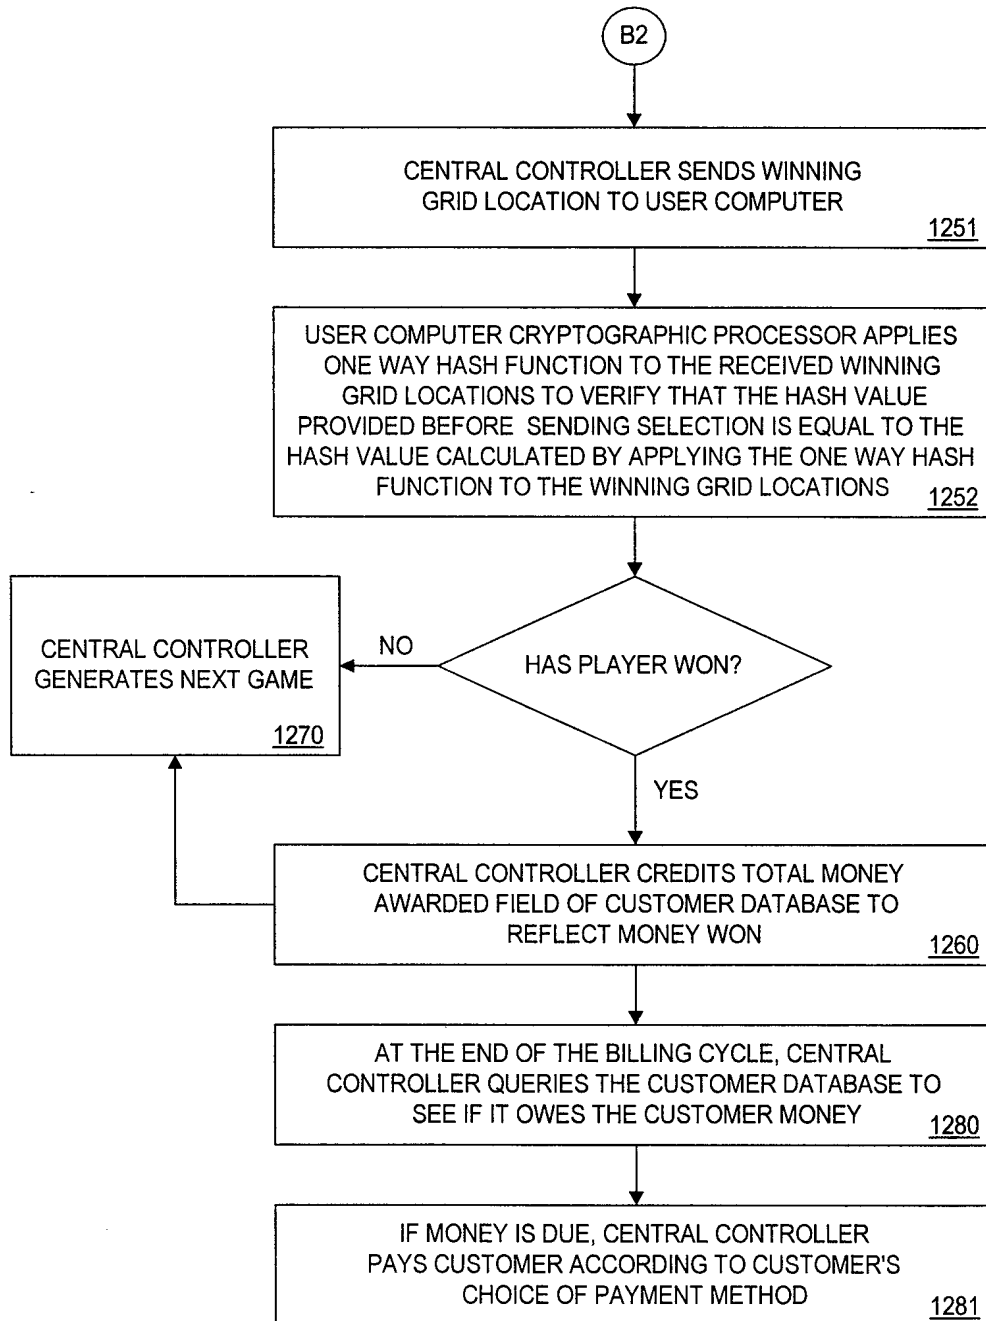 B2
CENTRAL CONTROLLER SENDS WINNING
GRID LOCATION TO USER COMPUTER
1251
USER COMPUTER CRYPTOGRAPHIC PROCESSOR APPLIES
ONE WAY HASH FUNCTION TO THE RECEIVED WINNING
GRID LOCATIONS TO VERIFY THAT THE HASH VALUE
PROVIDED BEFORE SENDING SELECTION IS EQUAL TO THE
HASH VALUE CALCULATED BY APPLYING THE ONE WAY HASH
FUNCTION TO THE WINNING GRID LOCATIONS
1252
HAS PLAYER WON?
NO
CENTRAL CONTROLLER
GENERATES NEXT GAME
1270
YES
CENTRAL CONTROLLER CREDITS TOTAL MONEY
AWARDED FIELD OF CUSTOMER DATABASE TO
REFLECT MONEY WON
1260
AT THE END OF THE BILLING CYCLE, CENTRAL
CONTROLLER QUERIES THE CUSTOMER DATABASE TO
SEE IF IT OWES THE CUSTOMER MONEY
1280
IF MONEY IS DUE, CENTRAL CONTROLLER
PAYS CUSTOMER ACCORDING TO CUSTOMER'S
CHOICE OF PAYMENT METHOD
1281